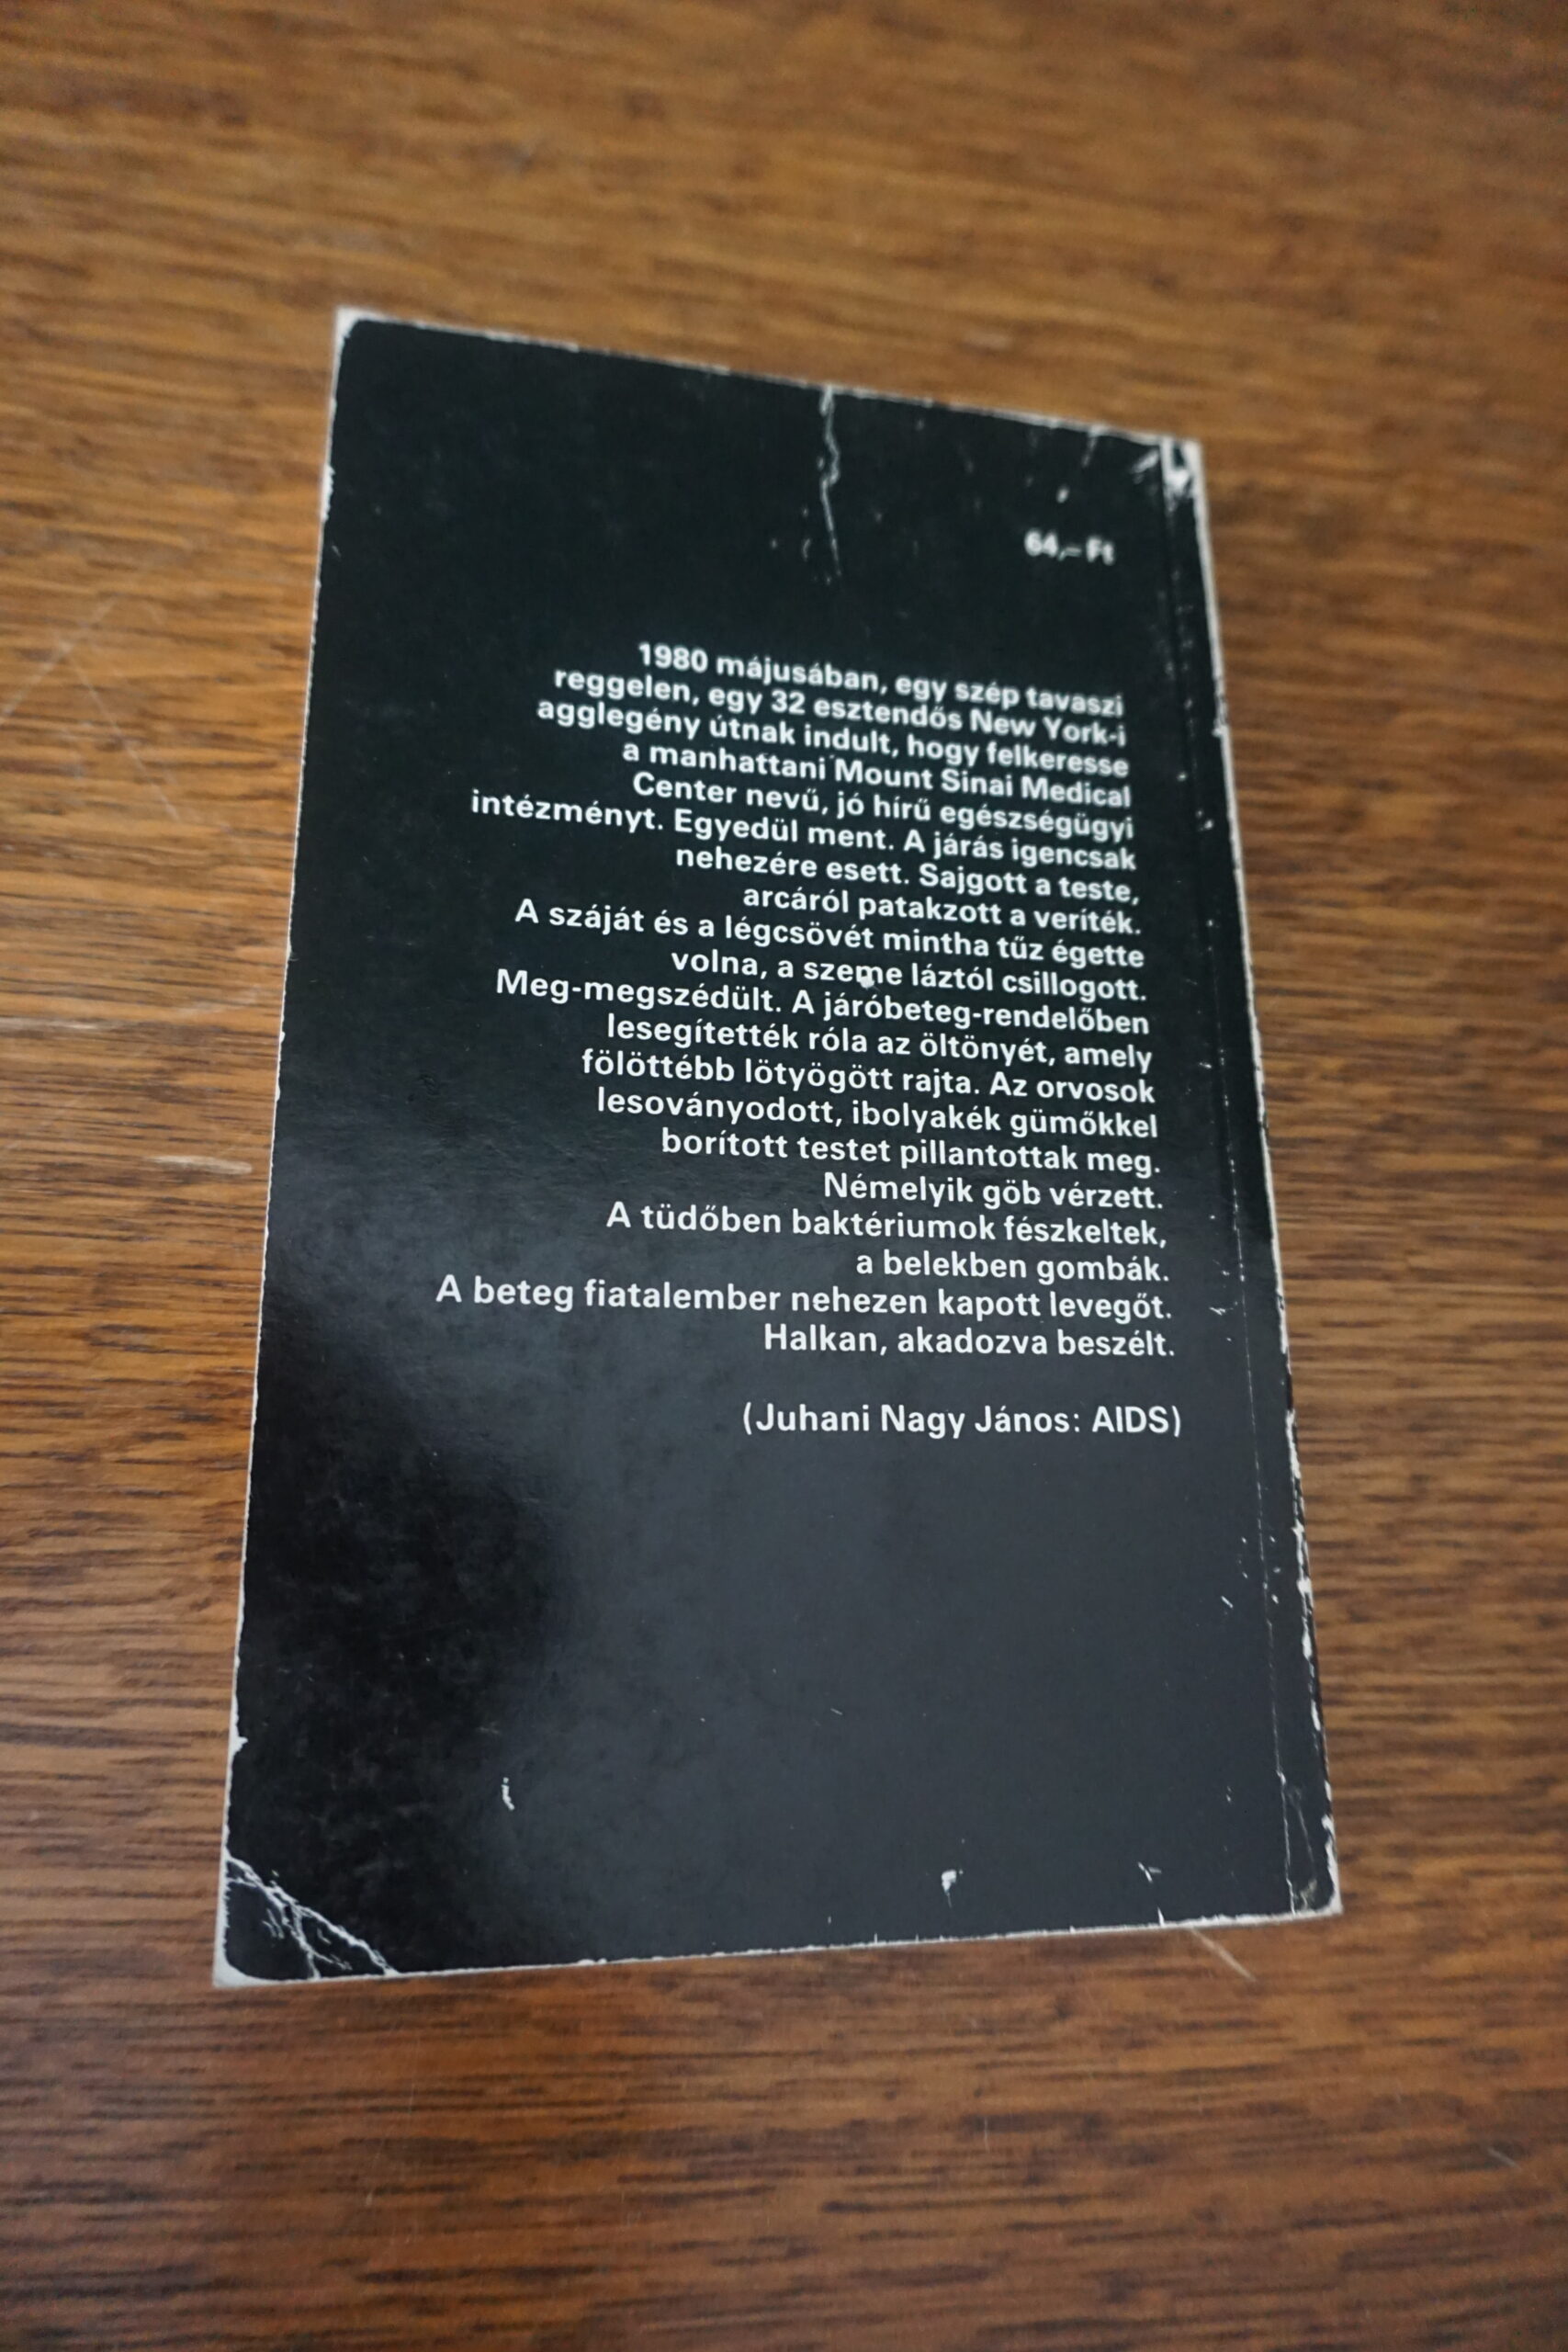 64,– Ft
1980 májusában, egy szép tavaszi
reggelen, egy 32 esztendős New York-i
agglegény útnak indult, hogy felkeresse
a manhattani Mount Sinai Medical
Center nevű, jó hírű egészségügyi
intézményt. Egyedül ment. A járás igencsak
nehezére esett. Sajgott a teste,
arcáról patakzott a veríték.
A száját és a légcsövét mintha tűz égette
volna, a szeme láztól csillogott.
Meg-megszédült. A járóbeteg-rendelőben
lesegítették róla az öltönyét, amely
fölöttébb lötyögött rajta. Az orvosok
lesoványodott, ibolyakék gümőkkel
borított testet pillantottak meg.
Némelyik göb vérzett.
A tüdőben baktériumok fészkeltek,
a belekben gombák.
A beteg fiatalember nehezen kapott levegőt.
Halkan, akadozva beszélt.
(Juhani Nagy János: AIDS)